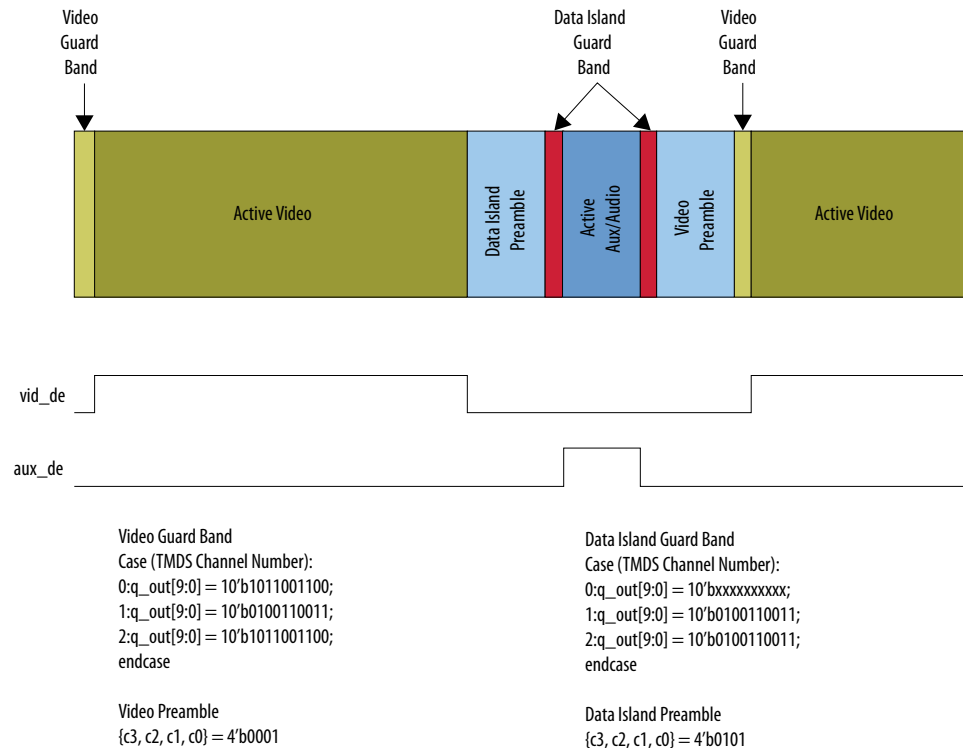 Video
Guard
Band
Data Island
Guard
Band
Video
Guard
Band
Active Video
Data Island
Preamble
Active
Aux/Audio
Video
Preamble
Active Video
vid_de
aux_de
Video Guard Band
Case (TMDS Channel Number):
0:q_out[9:0] = 10’b1011001100;
1:q_out[9:0] = 10’b0100110011;
2:q_out[9:0] = 10’b1011001100;
endcase
Video Preamble
{c3, c2, c1, c0} = 4’b0001
Data Island Guard Band
Case (TMDS Channel Number):
0:q_out[9:0] = 10’bxxxxxxxxxx;
1:q_out[9:0] = 10’b0100110011;
2:q_out[9:0] = 10’b0100110011;
endcase
Data Island Preamble
{c3, c2, c1, c0} = 4’b0101